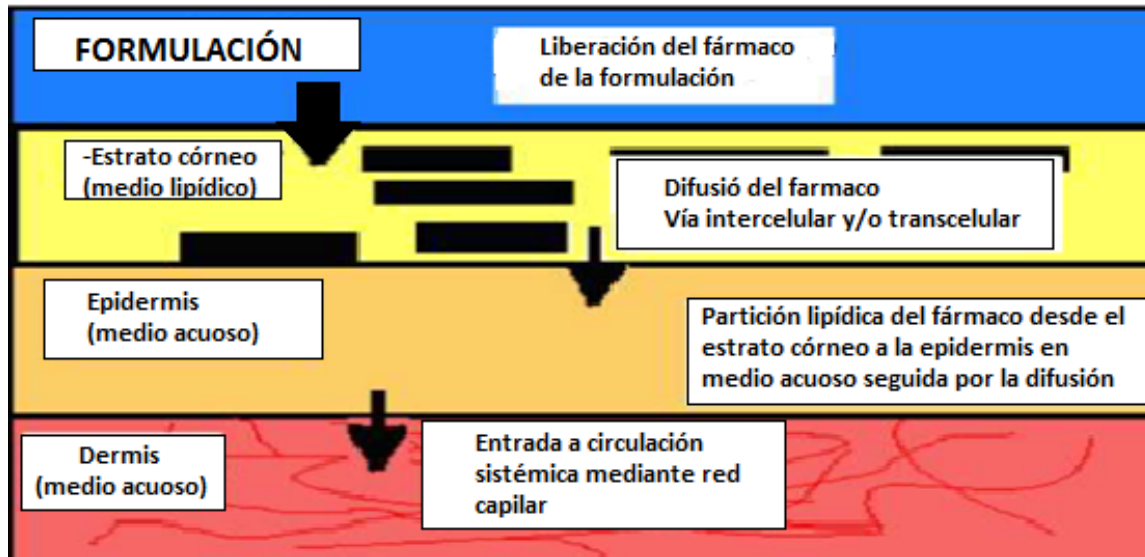 FORMULACIÓN
Liberación del fármaco
de la formulación
-Estrato córneo
(medio lipídico)
Difusió del farmaco
Vía intercelular y/o transcelular
Epidermis
(medio acuoso)
Partición lipídica del fármaco desde el
estrato córneo a la epidermis en
medio acuoso seguida por la difusión
Dermis
(medio acuoso)
Entrada a circulación
sistémica mediante red
capilar